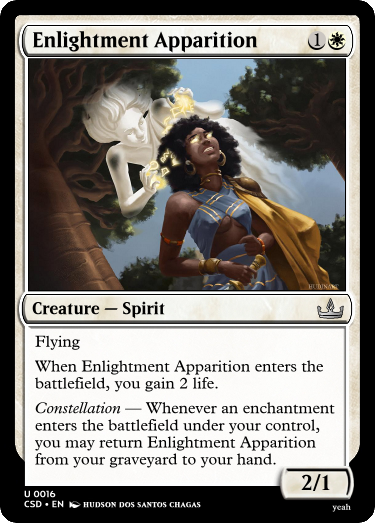 Enlightment Apparition 1
HUDINART
Creature — Spirit
Flying
When Enlightment Apparition enters the
battlefield, you gain 2 life.
Constellation — Whenever an enchantment
enters the battlefield under your control,
you may return Enlightment Apparition
from your graveyard to your hand.
2/1
U 0016
CSD • EN HUDSON DOS SANTOS CHAGAS
yeah